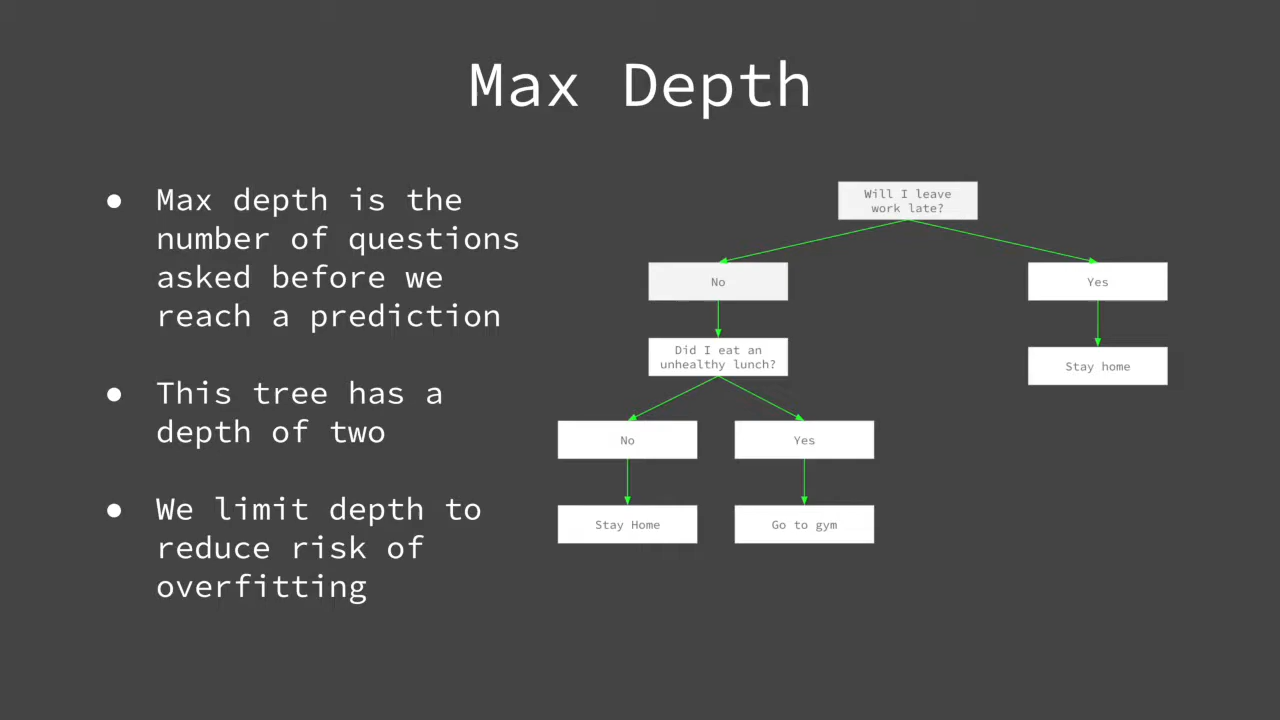 Max Depth
● Max depth is the
number of questions
asked before we
reach a prediction
● This tree has a
depth of two
● We limit depth to
reduce risk of
overfitting
Will I leave
work late?
No
Yes
Did I eat an
unhealthy lunch?
Stay home
No
Yes
Stay Home
Go to gym